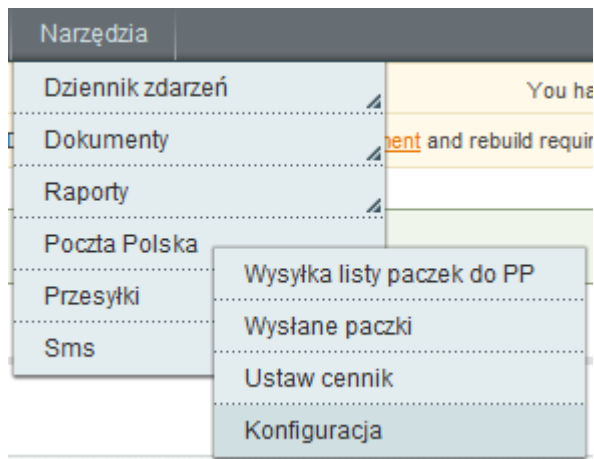 Narzędzia
Dziennik zdarzeń
You ha
Dokumenty
and rebuild requir
Raporty
Poczta Polska
Wysyłka listy paczek do PP
Przesyłki
Wysłane paczki
Sms
Ustaw cennik
Konfiguracja